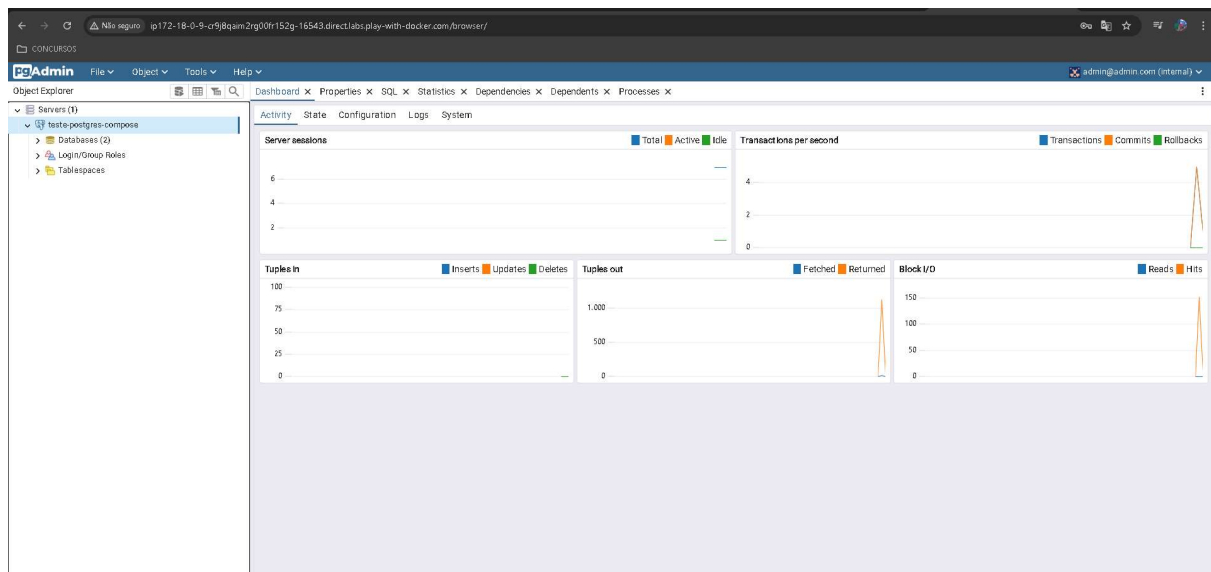 Não seguro ip172-18-0-9-cr9j8qaim2rg00fr152g-16543.direct.labs.play-with-docker.com/browser/
CONCURSOS
pgAdmin File Object Tools Help admin@admin.com (internal)
Object Explorer
Dashboard Properties SQL Statistics Dependencies Dependents Processes
Servers (1)
teste-postgres-compose
Databases (2)
Login/Group Roles
Tablespaces
Activity State Configuration Logs System
Server sessions Total Active Idle
6
4
2
Transactions per second Transactions Commits Rollbacks
4
2
0
Tuples in Inserts Updates Deletes
100
75
50
25
0
Tuples out Fetched Returned
1.000
500
0
Block I/O Reads Hits
150
100
50
0